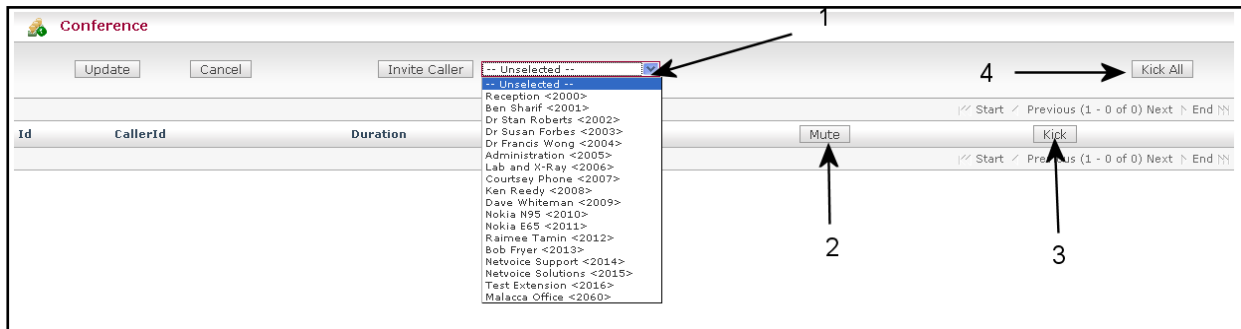 1
Conference
Update Cancel Invite Caller -- Unselected -- 4 Kick All
-- Unselected --
Reception <2000>
Ben Sharif <2001>
Dr Stan Roberts <2002>
Dr Susan Forbes <2003>
Dr Francis Wong <2004>
Administration <2005>
Lab and X-Ray <2006>
Courtsey Phone <2007>
Ken Reedy <2008>
Dave Whiteman <2009>
Nokia N95 <2010>
Nokia E65 <2011>
Raimee Tamin <2012>
Bob Fryer <2013>
Netvoice Support <2014>
Netvoice Solutions <2015>
Test Extension <2016>
Malacca Office <2060>
Start Previous (1 - 0 of 0) Next End
Id CallerId Duration Mute Kick
Start Previous (1 - 0 of 0) Next End
2 3